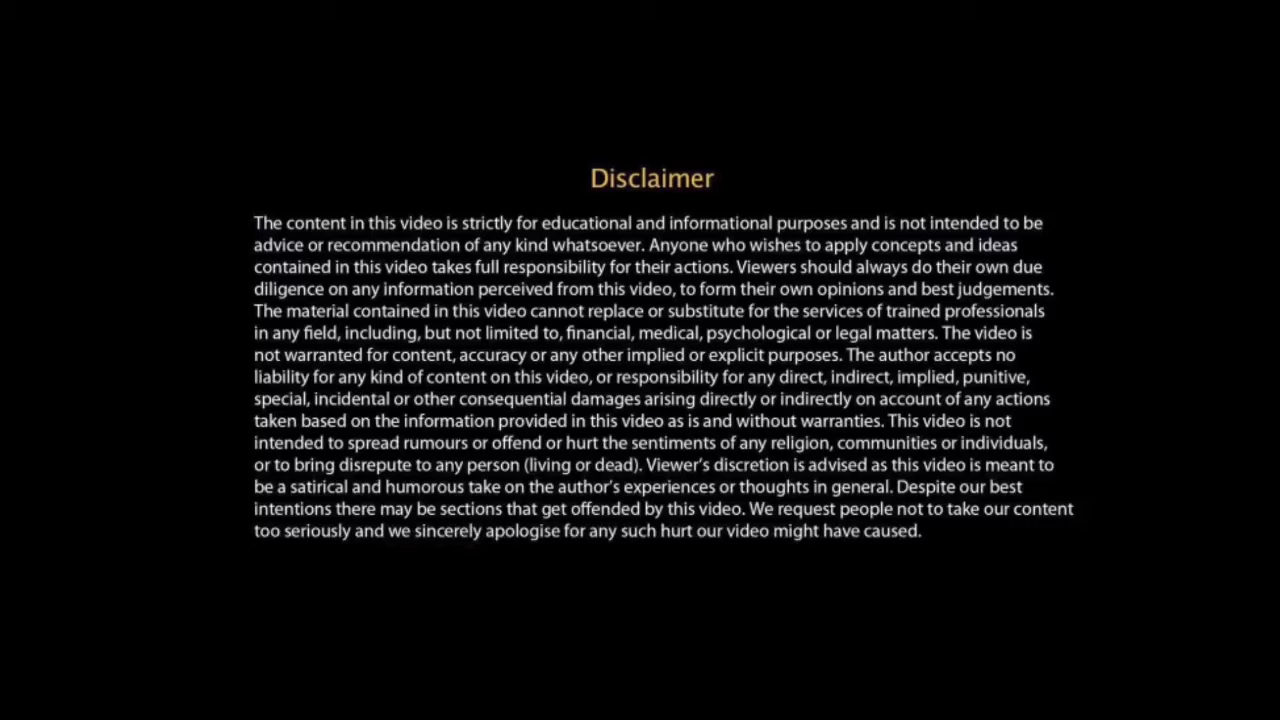 Disclaimer
The content in this video is strictly for educational and informational purposes and is not intended to be
advice or recommendation of any kind whatsoever. Anyone who wishes to apply concepts and ideas
contained in this video takes full responsibility for their actions. Viewers should always do their own due
diligence on any information perceived from this video, to form their own opinions and best judgements.
The material contained in this video cannot replace or substitute for the services of trained professionals
in any field, including, but not limited to, financial, medical, psychological or legal matters. The video is
not warranted for content, accuracy or any other implied or explicit purposes. The author accepts no
liability for any kind of content on this video, or responsibility for any direct, indirect, implied, punitive,
special, incidental or other consequential damages arising directly or indirectly on account of any actions
taken based on the information provided in this video as is and without warranties. This video is not
intended to spread rumours or offend or hurt the sentiments of any religion, communities or individuals,
or to bring disrepute to any person (living or dead). Viewer's discretion is advised as this video is meant to
be a satirical and humorous take on the author's experiences or thoughts in general. Despite our best
intentions there may be sections that get offended by this video. We request people not to take our content
too seriously and we sincerely apologise for any such hurt our video might have caused.